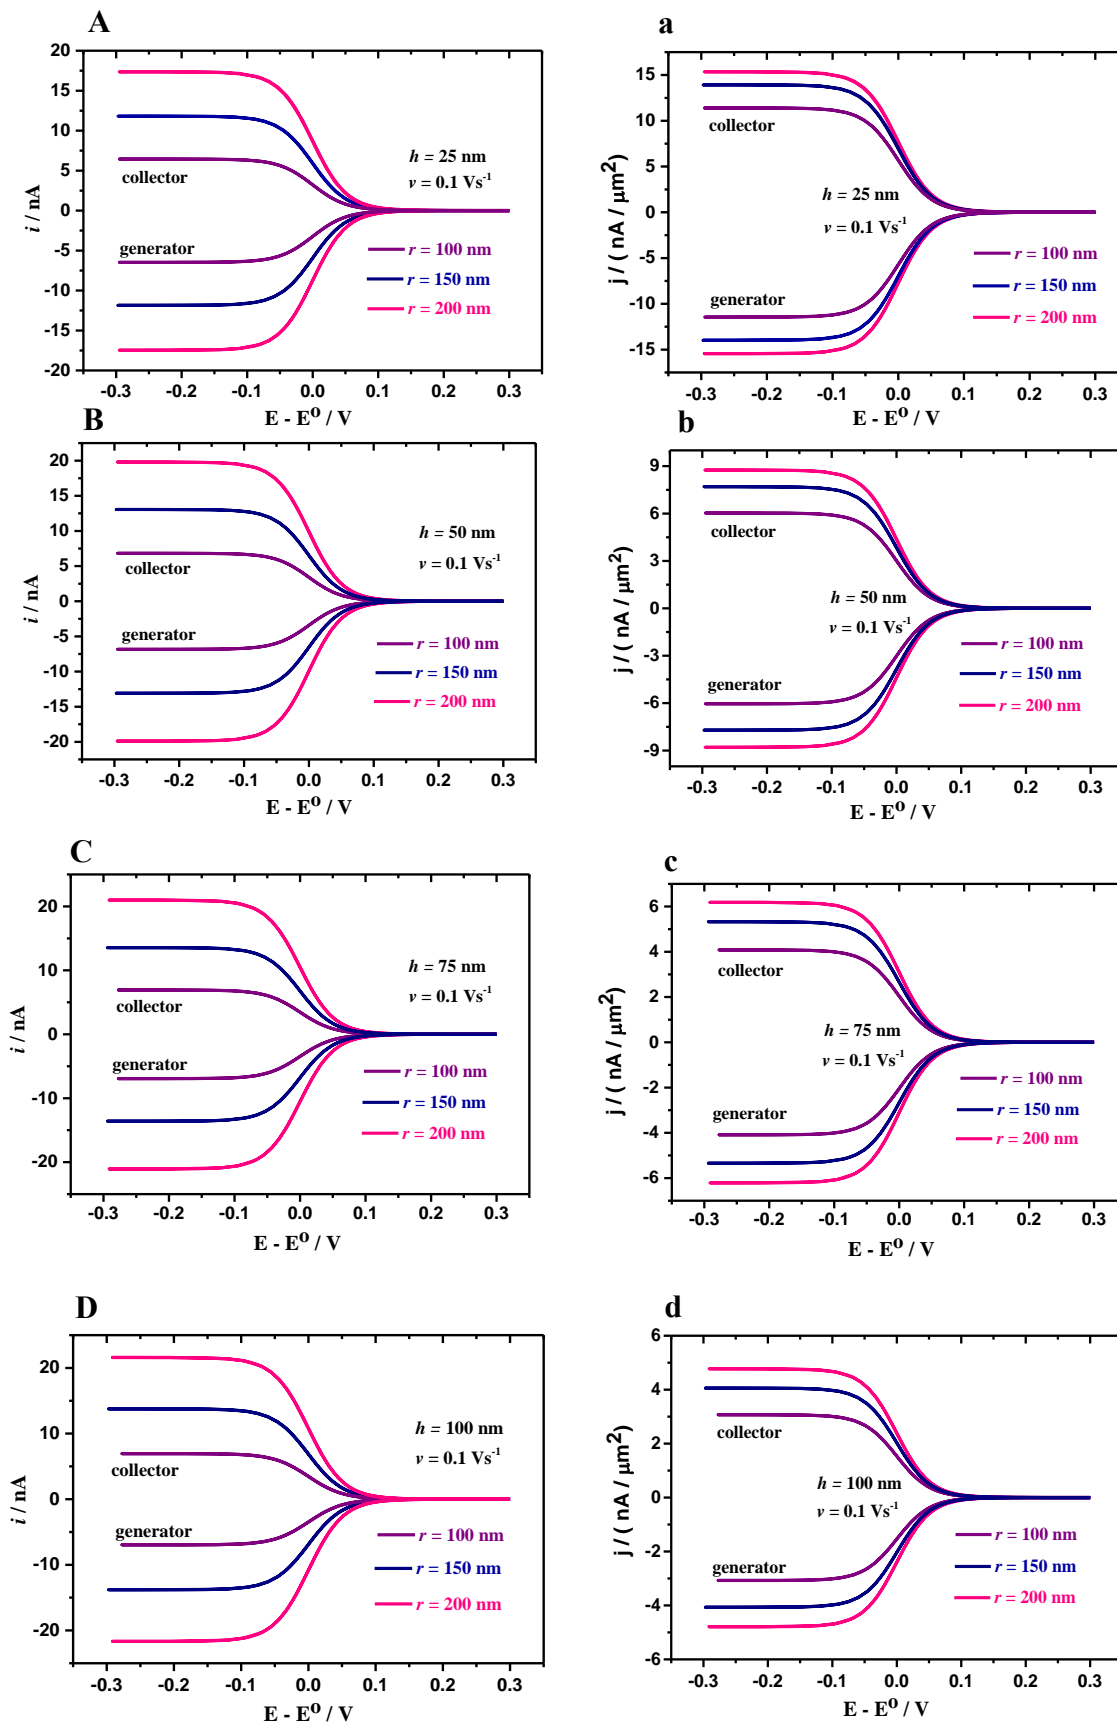 A
20
15
10
5
0
-5
-10
-15
-20
i / nA
collector
generator
h = 25 nm
v = 0.1 Vs-1
r = 100 nm
r = 150 nm
r = 200 nm
-0.3 -0.2 -0.1 0.0 0.1 0.2 0.3
E - Eo / V
a
15
10
5
0
-5
-10
-15
j / ( nA / μm2)
collector
generator
h = 25 nm
v = 0.1 Vs-1
r = 100 nm
r = 150 nm
r = 200 nm
-0.3 -0.2 -0.1 0.0 0.1 0.2 0.3
E - Eo / V
B
20
15
10
5
0
-5
-10
-15
-20
i / nA
collector
generator
h = 50 nm
v = 0.1 Vs-1
r = 100 nm
r = 150 nm
r = 200 nm
-0.3 -0.2 -0.1 0.0 0.1 0.2 0.3
E - Eo / V
b
9
6
3
0
-3
-6
-9
j / ( nA / μm2)
collector
generator
h = 50 nm
v = 0.1 Vs-1
r = 100 nm
r = 150 nm
r = 200 nm
-0.3 -0.2 -0.1 0.0 0.1 0.2 0.3
E - Eo / V
C
20
10
0
-10
-20
i / nA
collector
generator
h = 75 nm
v = 0.1 Vs-1
r = 100 nm
r = 150 nm
r = 200 nm
-0.3 -0.2 -0.1 0.0 0.1 0.2 0.3
E - Eo / V
c
6
4
2
0
-2
-4
-6
j / ( nA / μm2)
collector
generator
h = 75 nm
v = 0.1 Vs-1
r = 100 nm
r = 150 nm
r = 200 nm
-0.3 -0.2 -0.1 0.0 0.1 0.2 0.3
E - Eo / V
D
20
10
0
-10
-20
i / nA
collector
generator
h = 100 nm
v = 0.1 Vs-1
r = 100 nm
r = 150 nm
r = 200 nm
-0.3 -0.2 -0.1 0.0 0.1 0.2 0.3
E - Eo / V
d
6
4
2
0
-2
-4
-6
j / ( nA / μm2)
collector
generator
h = 100 nm
v = 0.1 Vs-1
r = 100 nm
r = 150 nm
r = 200 nm
-0.3 -0.2 -0.1 0.0 0.1 0.2 0.3
E - Eo / V